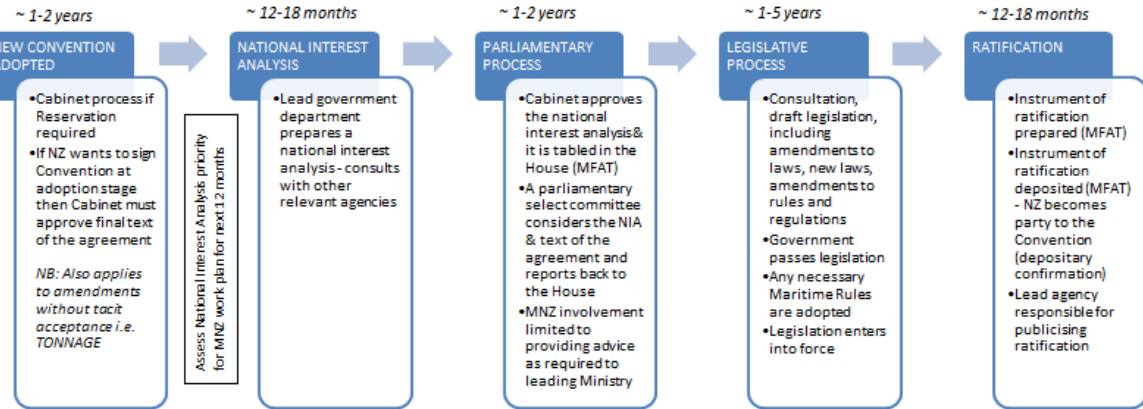 ~ 1-2 years
~ 12-18 months
~ 1-2 years
~ 1-5 years
~ 12-18 months
NEW CONVENTION
ADOPTED
•Cabinet process if
Reservation
required
•If NZ wants to sign
Convention at
adoption stage
then Cabinet must
approve final text
of the agreement
NB: Also applies
to amendments
without tacit
acceptance i.e.
TONNAGE
Assess National Interest Analysis priority
for MNZ work plan for next 12 months
NATIONAL INTEREST
ANALYSIS
•Lead government
department
prepares a
national interest
analysis - consults
with other
relevant agencies
PARLIAMENTARY
PROCESS
•Cabinet approves
the national
interest analysis&
it is tabled in the
House (MFAT)
•A parliamentary
select committee
considers the NIA
& text of the
agreement and
reports back to
the House
•MNZ involvement
limited to
providing advice
as required to
leading Ministry
LEGISLATIVE
PROCESS
•Consultation,
draft legislation,
including
amendments to
laws, new laws,
amendments to
rules and
regulations
•Government
passes legislation
•Any necessary
Maritime Rules
are adopted
•Legislation enters
into force
RATIFICATION
•Instrument of
ratification
prepared (MFAT)
•Instrument of
ratification
deposited (MFAT)
- NZ becomes
party to the
Convention
(depositary
confirmation)
•Lead agency
responsible for
publicising
ratification